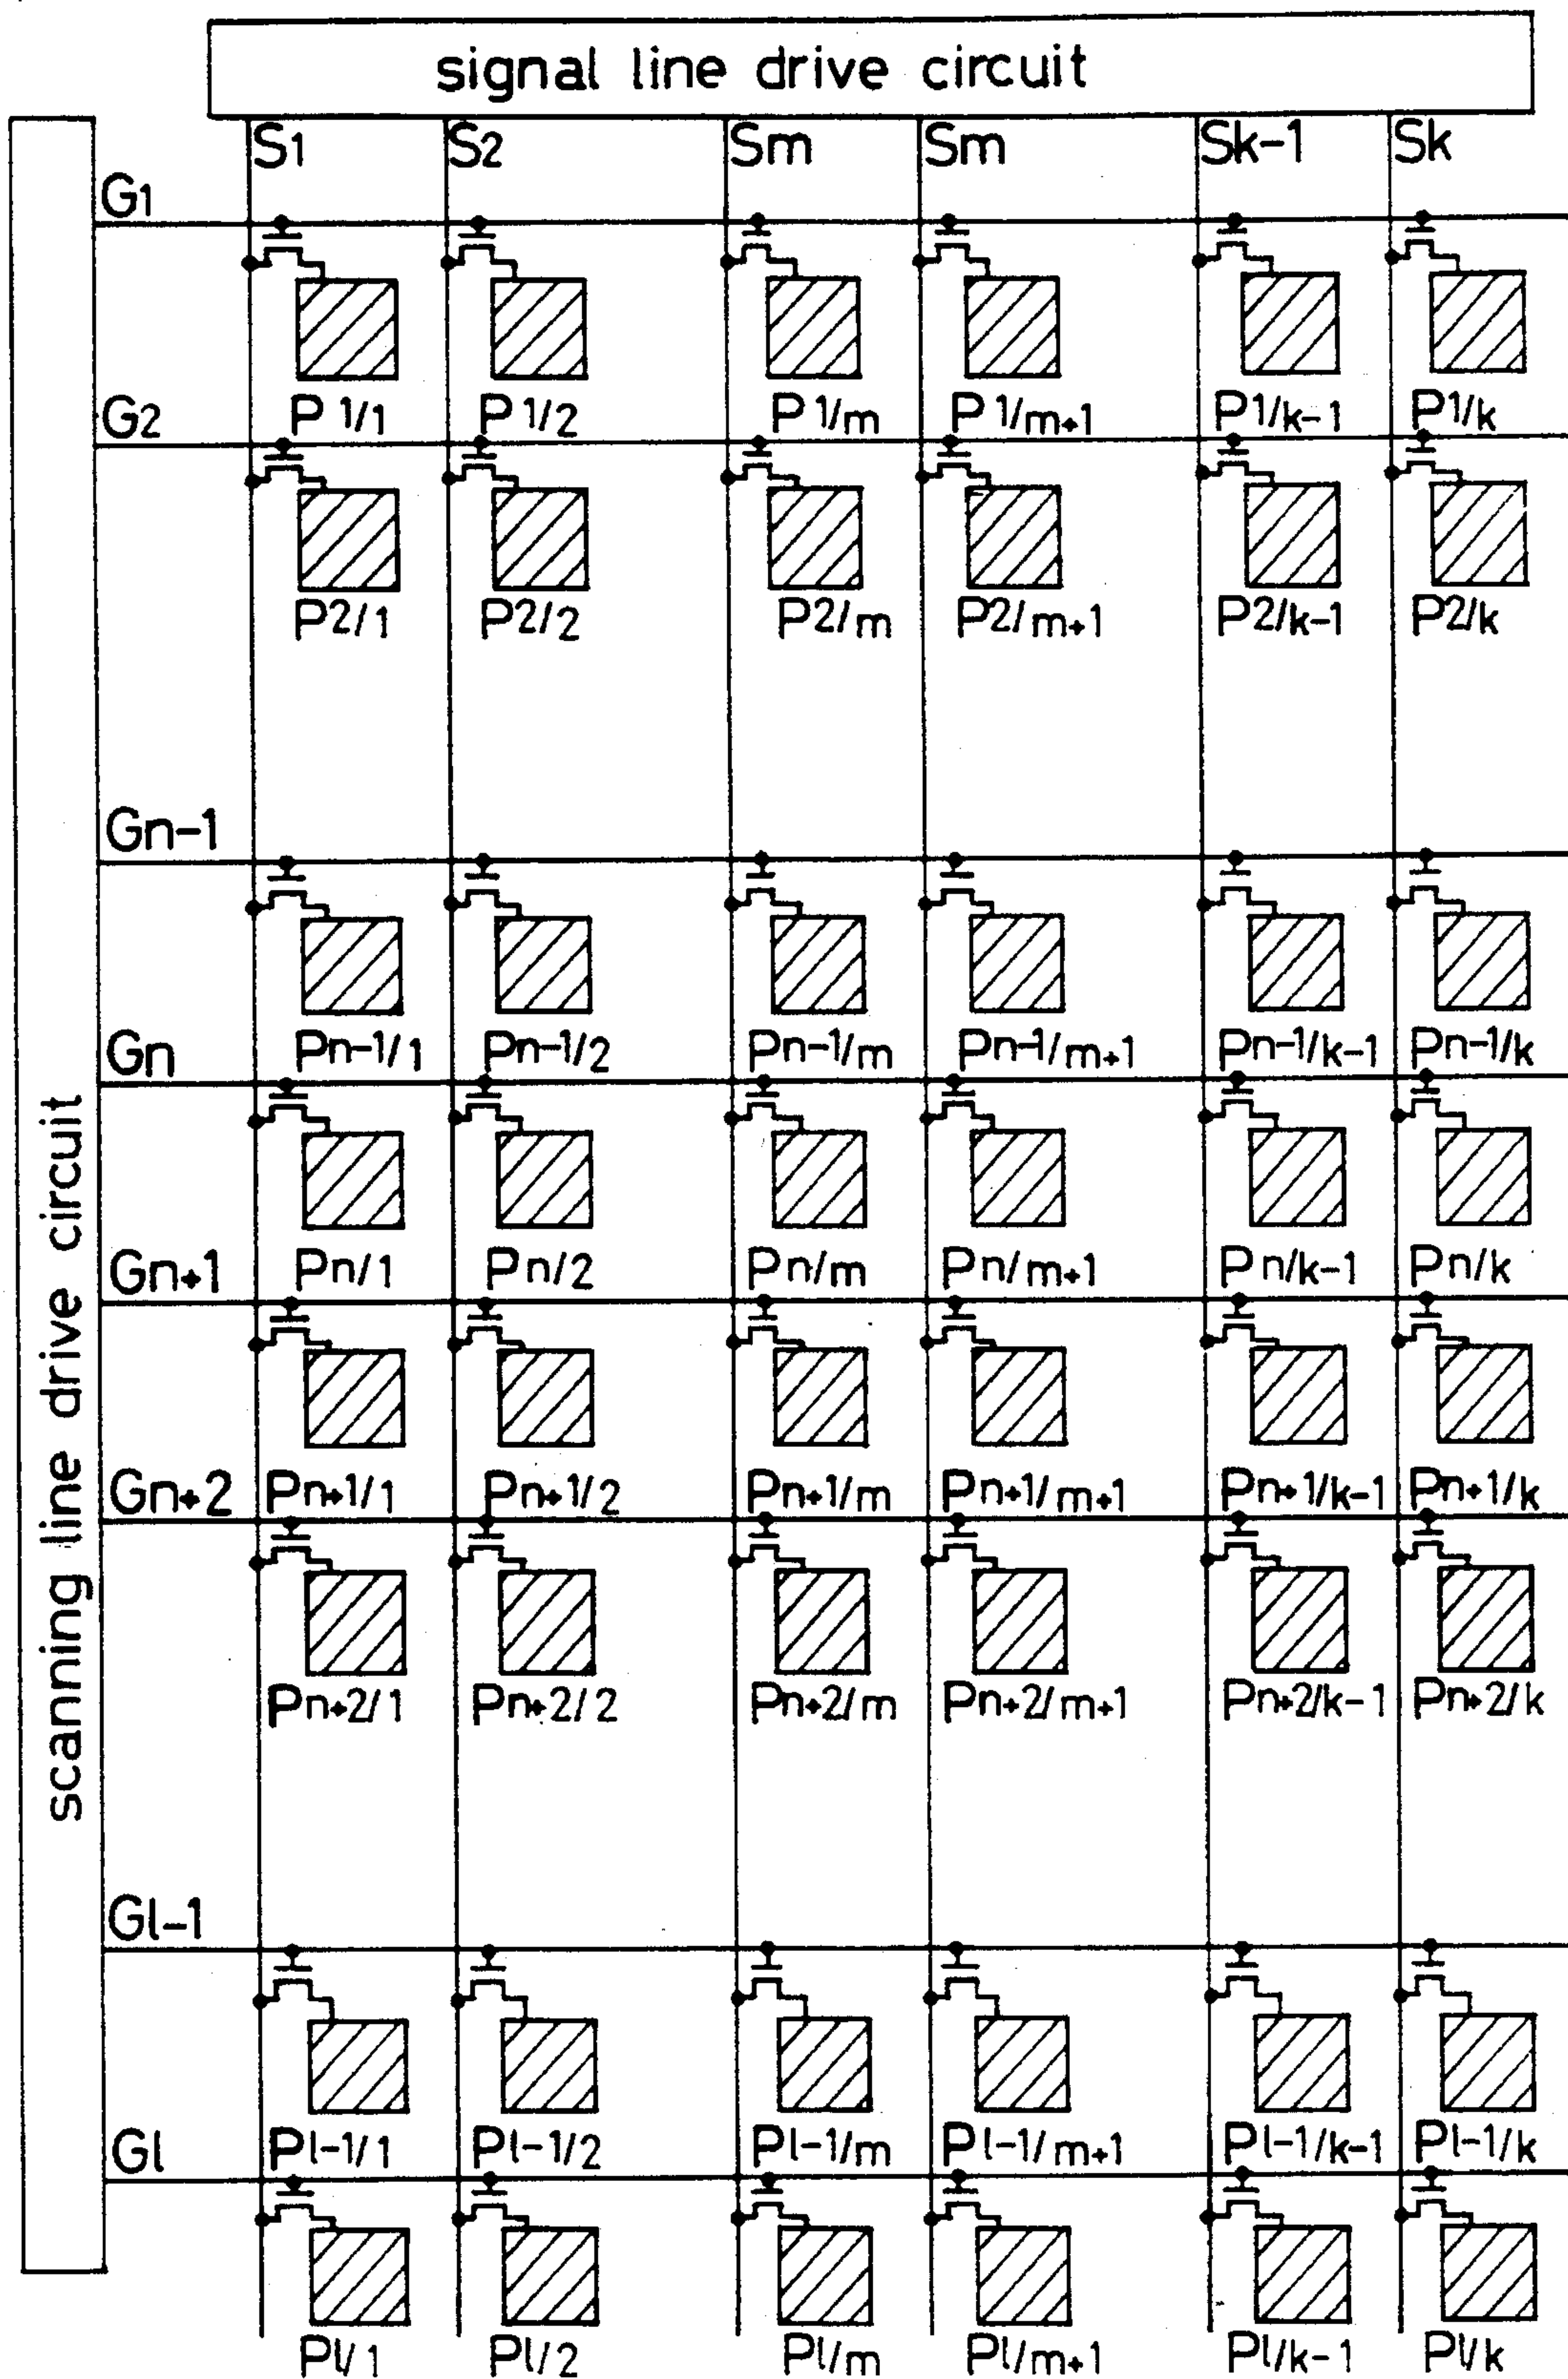 signal line drive circuit
S1 S2 Sm Sm Sk-1 Sk
G1
P1/1 P1/2 P1/m P1/m+1 P1/k-1 P1/k
G2
P2/1 P2/2 P2/m P2/m+1 P2/k-1 P2/k
Gn-1
Pn-1/1 Pn-1/2 Pn-1/m Pn-1/m+1 Pn-1/k-1 Pn-1/k
Gn
Pn/1 Pn/2 Pn/m Pn/m+1 Pn/k-1 Pn/k
Gn+1
Pn+1/1 Pn+1/2 Pn+1/m Pn+1/m+1 Pn+1/k-1 Pn+1/k
Gn+2
Pn+2/1 Pn+2/2 Pn+2/m Pn+2/m+1 Pn+2/k-1 Pn+2/k
Gl-1
Pl-1/1 Pl-1/2 Pl-1/m Pl-1/m+1 Pl-1/k-1 Pl-1/k
Gl
Pl/1 Pl/2 Pl/m Pl/m+1 Pl/k-1 Pl/k
scanning line drive circuit